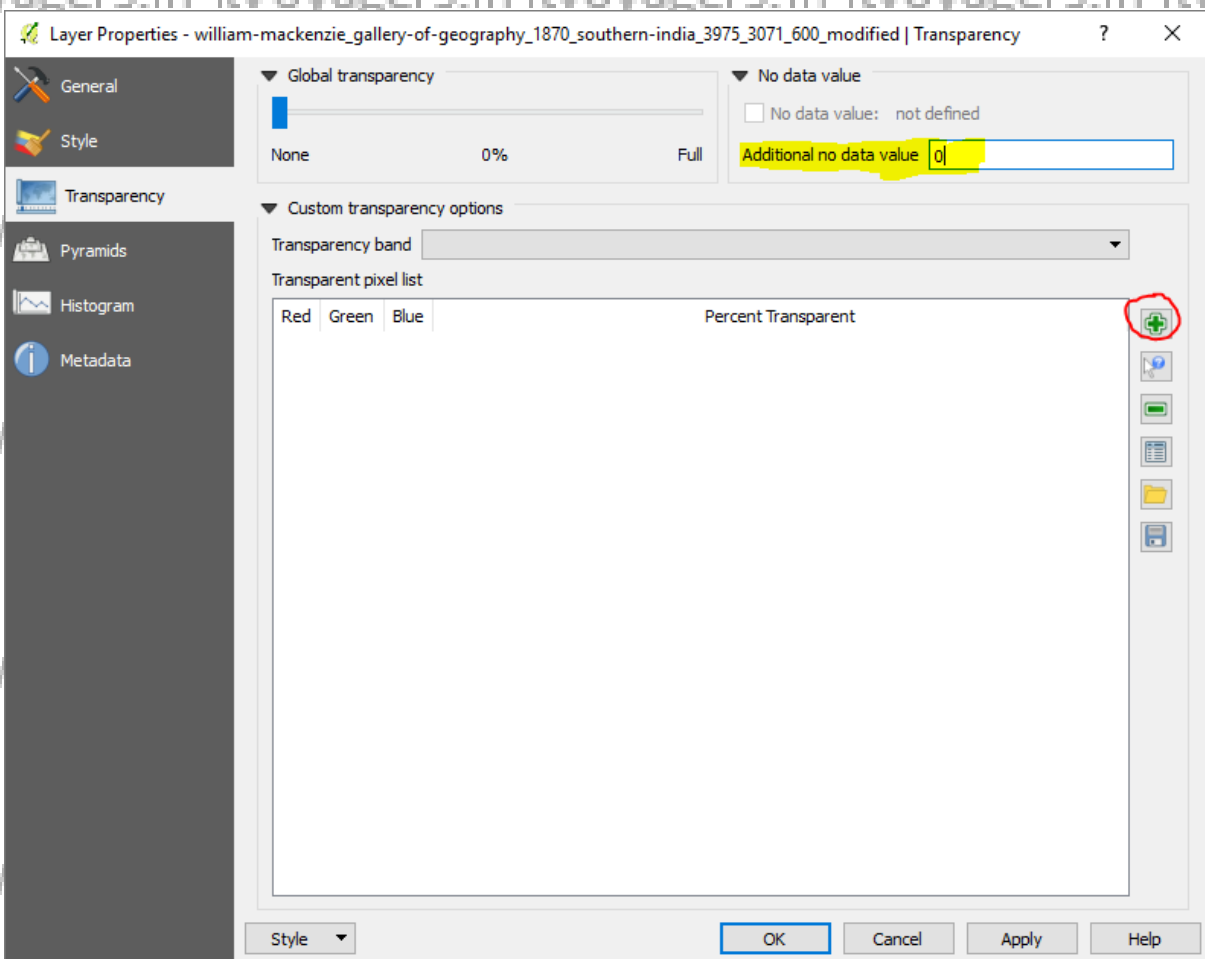 Layer Properties - william-mackenzie_gallery-of-geography_1870_southern-india_3975_3071_600_modified | Transparency ?
General
Style
Transparency
Pyramids
Histogram
Metadata
Global transparency
None 0% Full
No data value
No data value: not defined
Additional no data value 0
Custom transparency options
Transparency band
Transparent pixel list
Red Green Blue Percent Transparent
Style OK Cancel Apply Help